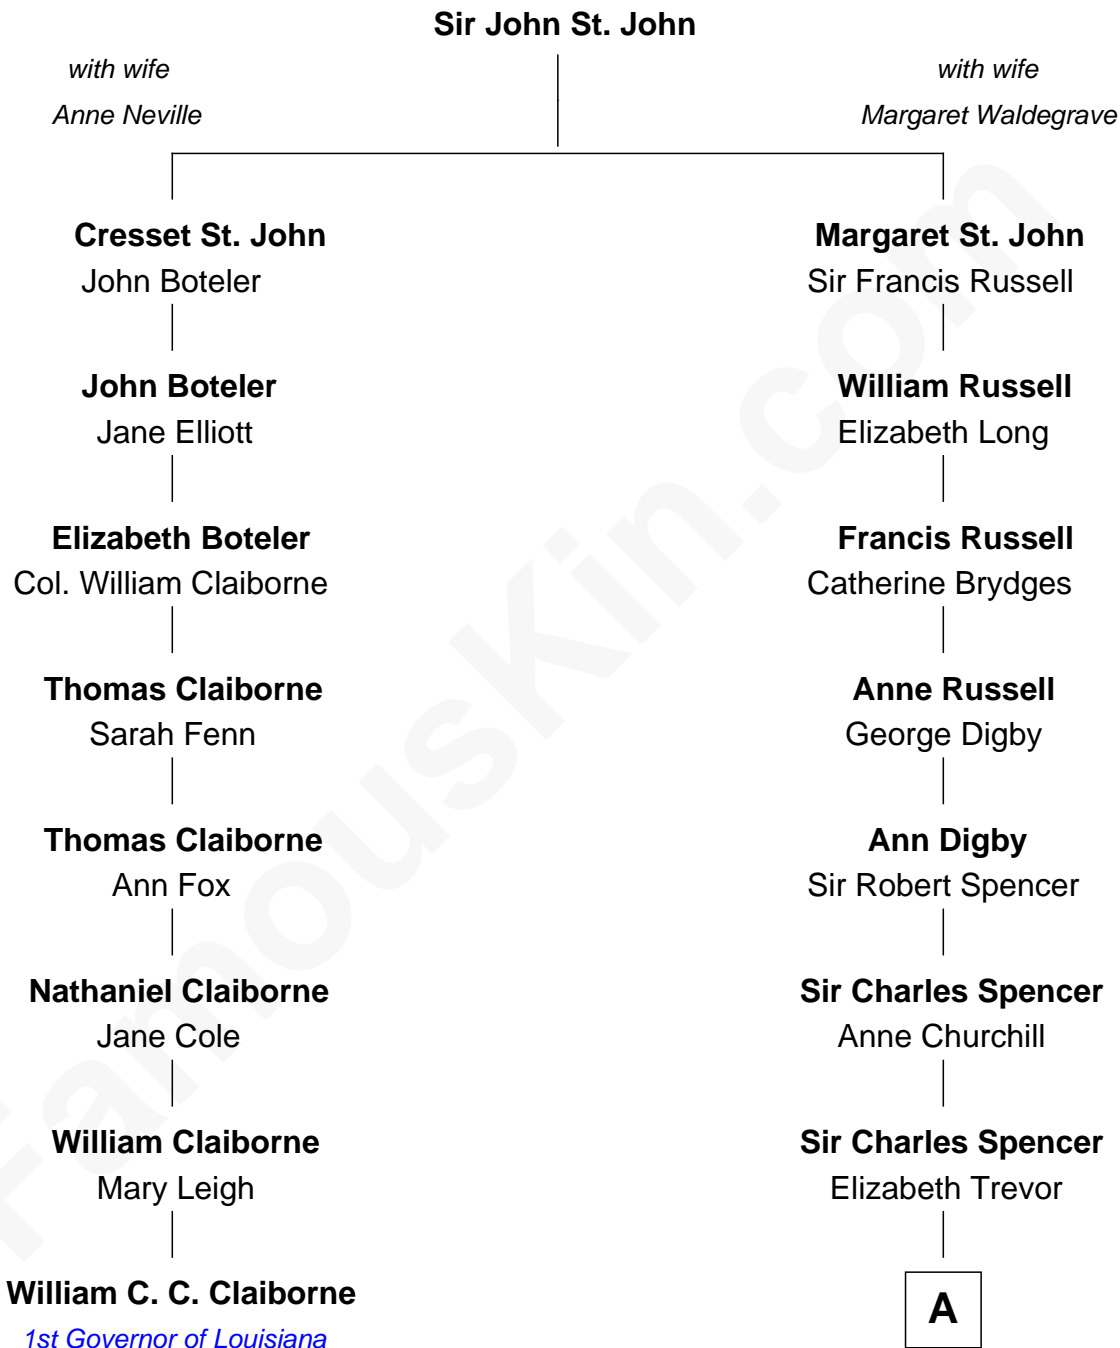 Sir John St. John
with wife
Anne Neville
with wife
Margaret Waldegrave
Cresset St. John
John Boteler
Margaret St. John
Sir Francis Russell
John Boteler
Jane Elliott
William Russell
Elizabeth Long
Elizabeth Boteler
Col. William Claiborne
Francis Russell
Catherine Brydges
Thomas Claiborne
Sarah Fenn
Anne Russell
George Digby
Thomas Claiborne
Ann Fox
Ann Digby
Sir Robert Spencer
Nathaniel Claiborne
Jane Cole
Sir Charles Spencer
Anne Churchill
William Claiborne
Mary Leigh
Sir Charles Spencer
Elizabeth Trevor
William C. C. Claiborne
1st Governor of Louisiana
A
FamousKin.com